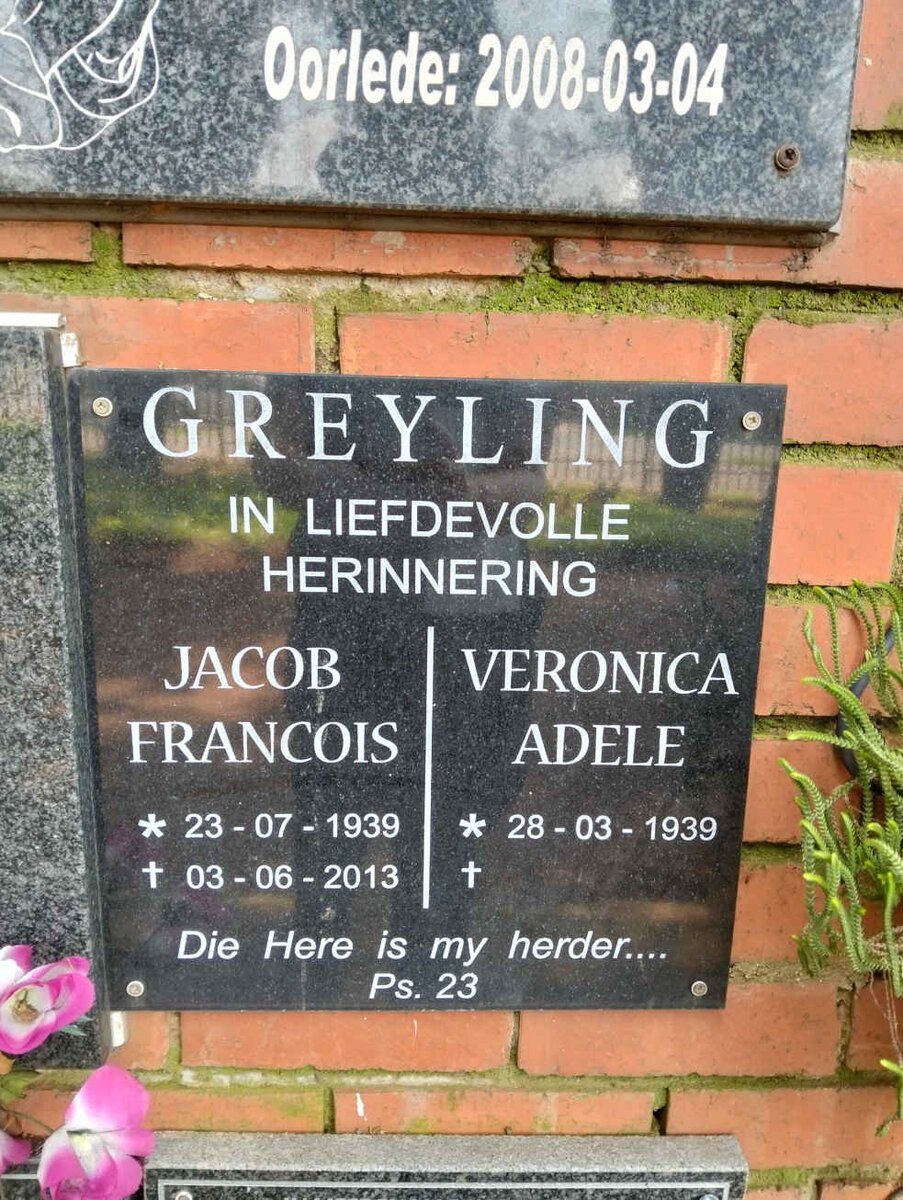 Oorlede: 2008-03-04
GREYLING
IN LIEFDEVOLLE
HERINNERING
JACOB
FRANCOIS
* 23 - 07 - 1939
† 03 - 06 - 2013
VERONICA
ADELE
* 28 - 03 - 1939
†
Die Here is my herder....
Ps. 23